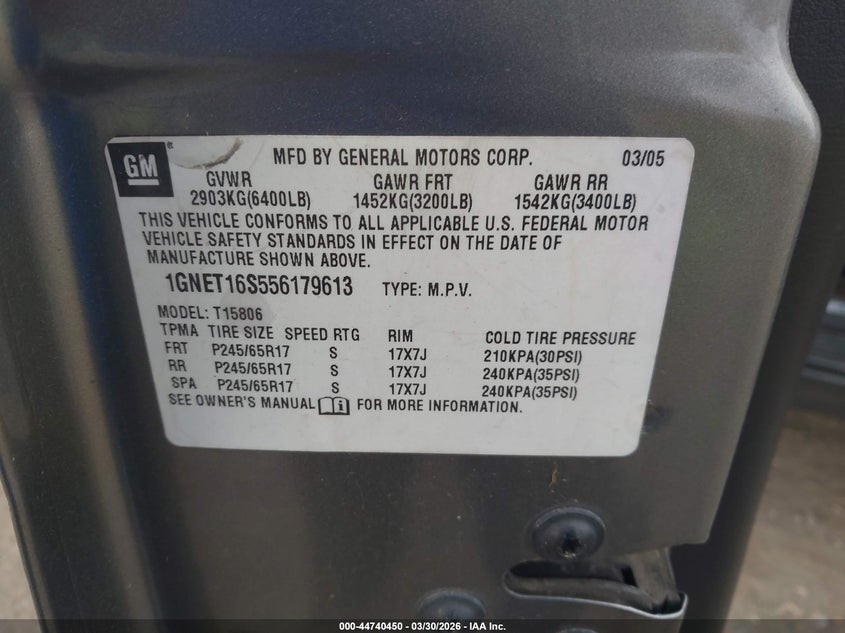 GM
®
MFD BY GENERAL MOTORS CORP. 03/05
GVWR GAWR FRT GAWR RR
2903KG(6400LB) 1452KG(3200LB) 1542KG(3400LB)
THIS VEHICLE CONFORMS TO ALL APPLICABLE U.S. FEDERAL MOTOR
VEHICLE SAFETY STANDARDS IN EFFECT ON THE DATE OF
MANUFACTURE SHOWN ABOVE.
1GNET16S556179613 TYPE: M.P.V.
MODEL: T15806
TPMA TIRE SIZE SPEED RTG RIM COLD TIRE PRESSURE
FRT P245/65R17 S 17X7J 210KPA(30PSI)
RR P245/65R17 S 17X7J 240KPA(35PSI)
SPA P245/65R17 S 17X7J 240KPA(35PSI)
SEE OWNER'S MANUAL i FOR MORE INFORMATION.
000-44740450 - 03/30/2026 - IAA Inc.